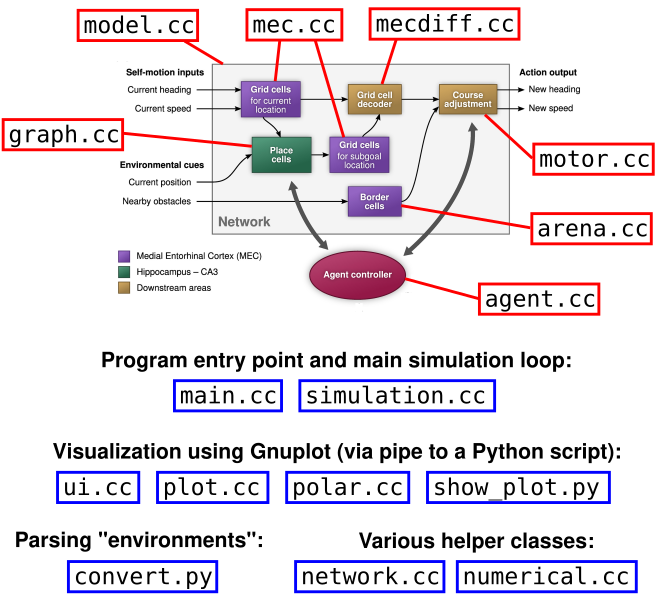 model.cc
mec.cc
mecdiff.cc
Self-motion inputs
Action output
Current heading
Current speed
Grid cells
for current
location
Grid cell
decoder
Course
adjustment
New heading
New speed
graph.cc
Place
cells
Grid cells
for subgoal
location
motor.cc
Environmental cues
Current position
Nearby obstacles
Border
cells
Network
arena.cc
Medial Entorhinal Cortex (MEC)
Hippocampus – CA3
Downstream areas
Agent controller
agent.cc
Program entry point and main simulation loop:
main.cc simulation.cc
Visualization using Gnuplot (via pipe to a Python script):
ui.cc plot.cc polar.cc show_plot.py
Parsing "environments":
convert.py
Various helper classes:
network.cc numerical.cc